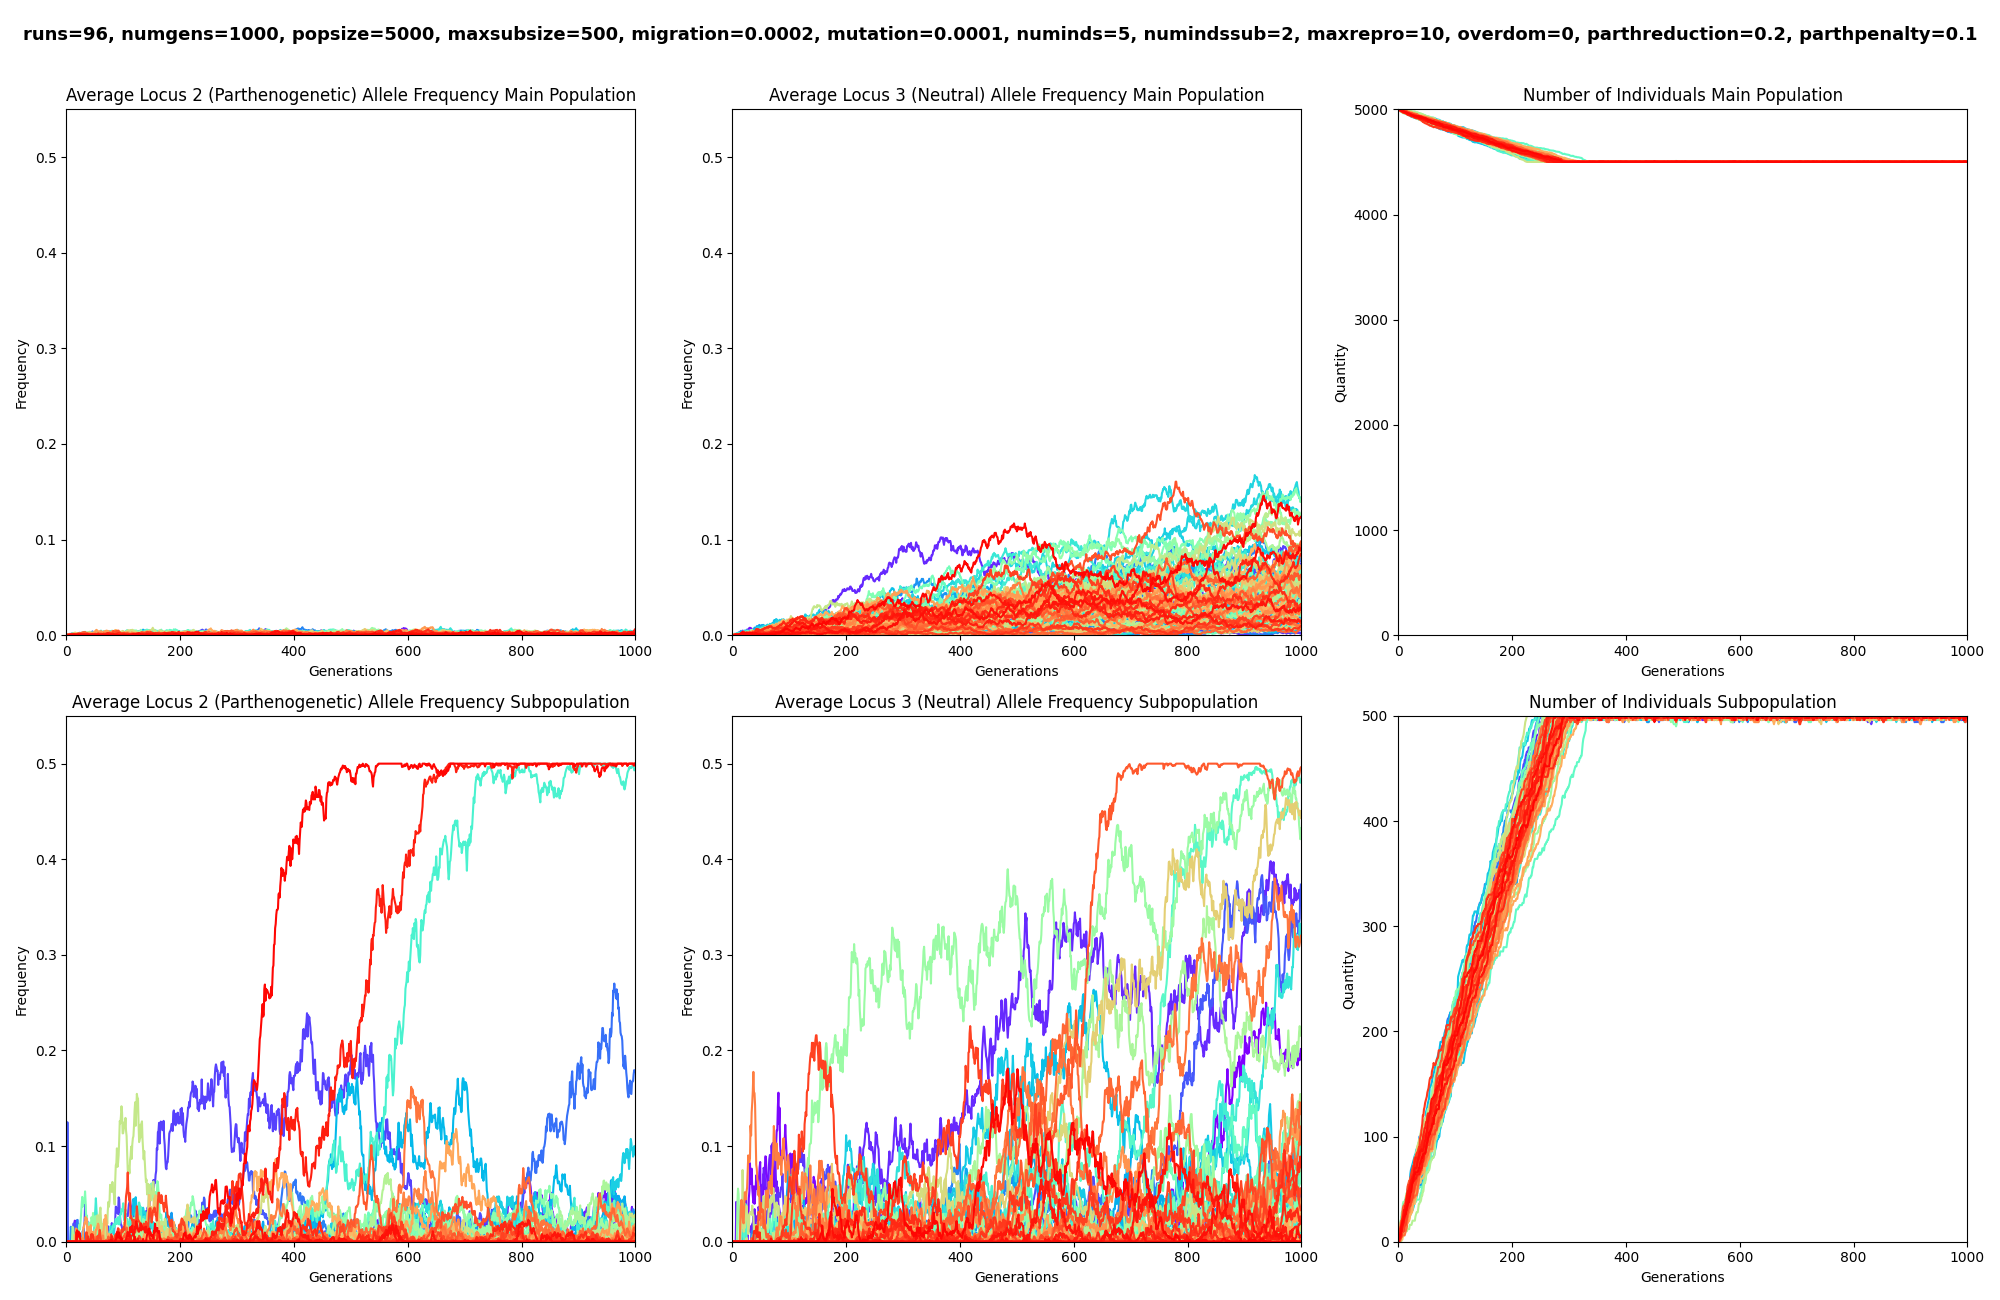 runs=96, numgens=1000, popsize=5000, maxsubsize=500, migration=0.0002, mutation=0.0001, numinds=5, numindssub=2, maxrepro=10, overdom=0, parthreduction=0.2, parthpenalty=0.1
Average Locus 2 (Parthenogenetic) Allele Frequency Main Population
Frequency
0.5
0.4
0.3
0.2
0.1
0.0
0 200 400 600 800 1000
Generations
Average Locus 3 (Neutral) Allele Frequency Main Population
Frequency
0.5
0.4
0.3
0.2
0.1
0.0
0 200 400 600 800 1000
Generations
Number of Individuals Main Population
Quantity
5000
4000
3000
2000
1000
0
0 200 400 600 800 1000
Generations
Average Locus 2 (Parthenogenetic) Allele Frequency Subpopulation
Frequency
0.5
0.4
0.3
0.2
0.1
0.0
0 200 400 600 800 1000
Generations
Average Locus 3 (Neutral) Allele Frequency Subpopulation
Frequency
0.5
0.4
0.3
0.2
0.1
0.0
0 200 400 600 800 1000
Generations
Number of Individuals Subpopulation
Quantity
500
400
300
200
100
0
0 200 400 600 800 1000
Generations